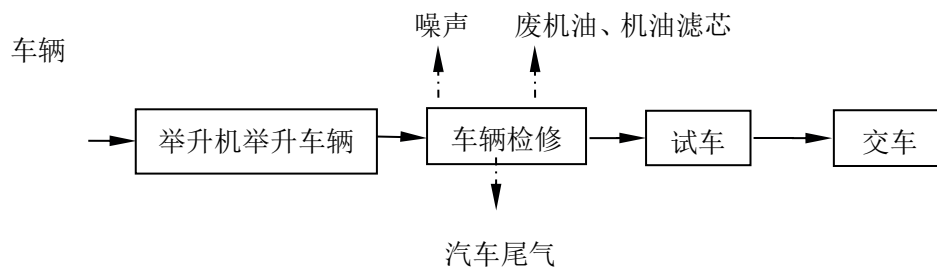 噪声
废机油、机油滤芯
车辆
举升机举升车辆
车辆检修
试车
交车
汽车尾气